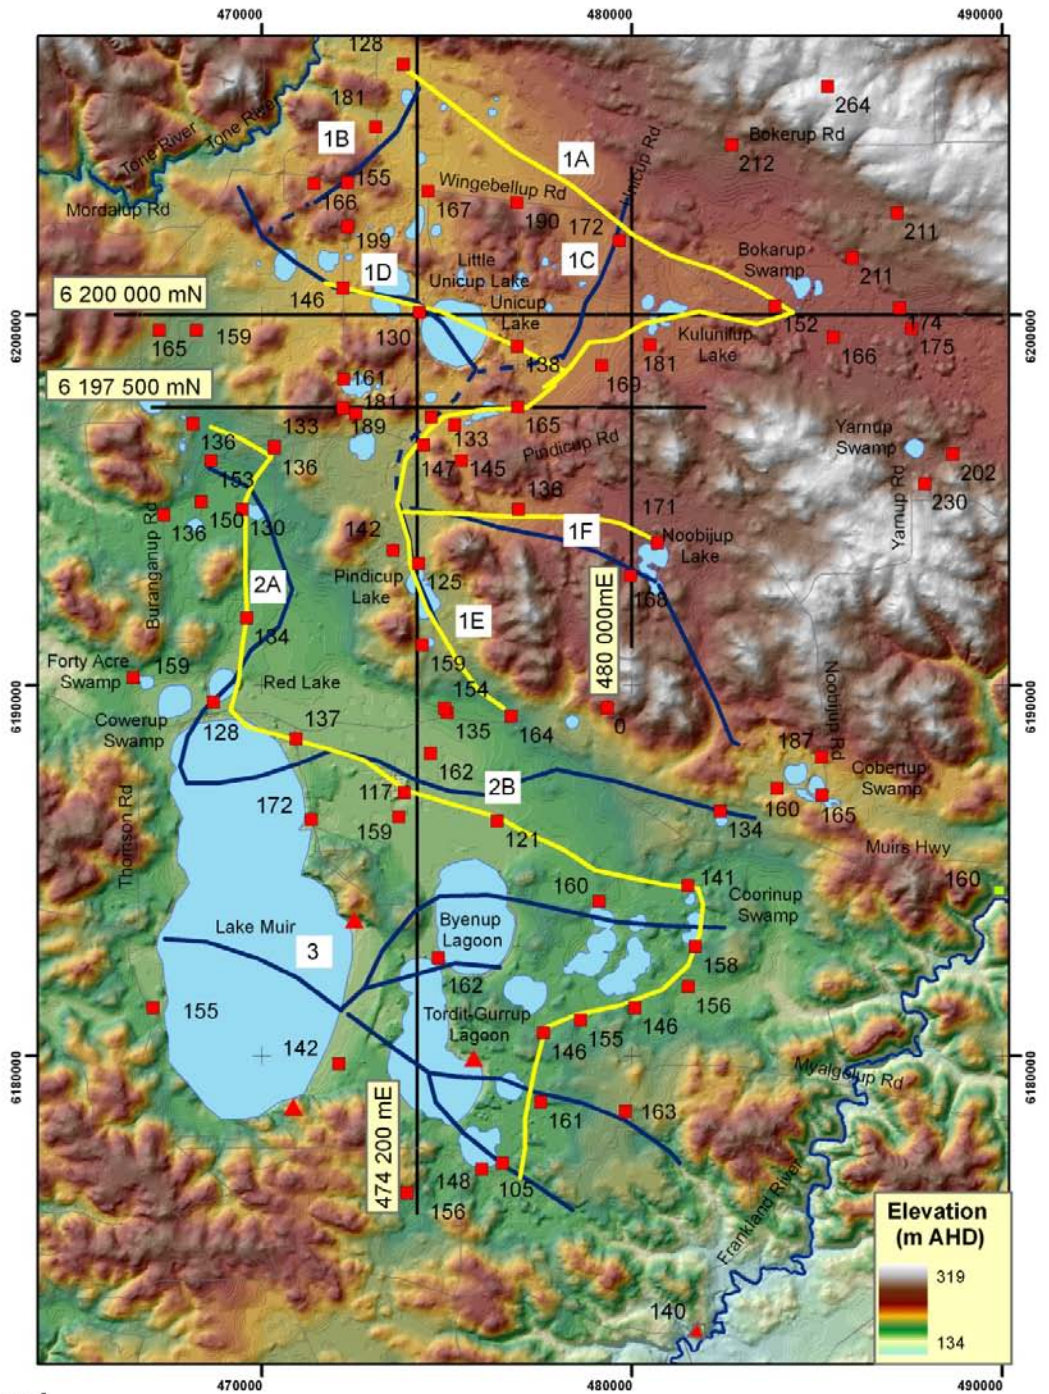 470000
480000
490000
128
181
264
Tone River
Tone River
1B
Bokerup Rd
212
1A
Unicup Rd
155
166
Wingebellup Rd
167
190
172
Mordalup Rd
199
211
Bokarup
Swamp
211
1D
Little
Unicup Lake
1C
6 200 000 mN
146
Unicup
Lake
6200000
6200000
165
159
130
138
152
174
175
Kulunilup
Lake
181
166
6 197 500 mN
161
169
181
189
133
165
136
136
133
Pindicup Rd
Yarnup
Swamp
153
147
145
202
230
136
150
130
136
171
Yarnup Rd
Buranganup Rd
142
1F
Noobijup
Lake
Pindicup
Lake
125
168
2A
1E
480 000mE
134
Forty Acre
Swamp
159
159
Red Lake
154
Noobijup Rd
6190000
6190000
Cowerup
Swamp
128
137
135
164
0
187
162
Cobertup
Swamp
2B
160
165
172
117
159
121
134
Thomson Rd
Muirs Hwy
160
141
160
Coorinup
Swamp
Lake Muir
Byenup
Lagoon
3
158
162
156
155
Tordit-Gurrup
Lagoon
146
155
146
142
6180000
6180000
Myalgelup Rd
161
163
474 200 mE
148
105
156
Frankland River
Elevation
(m AHD)
319
134
140
470000
480000
490000